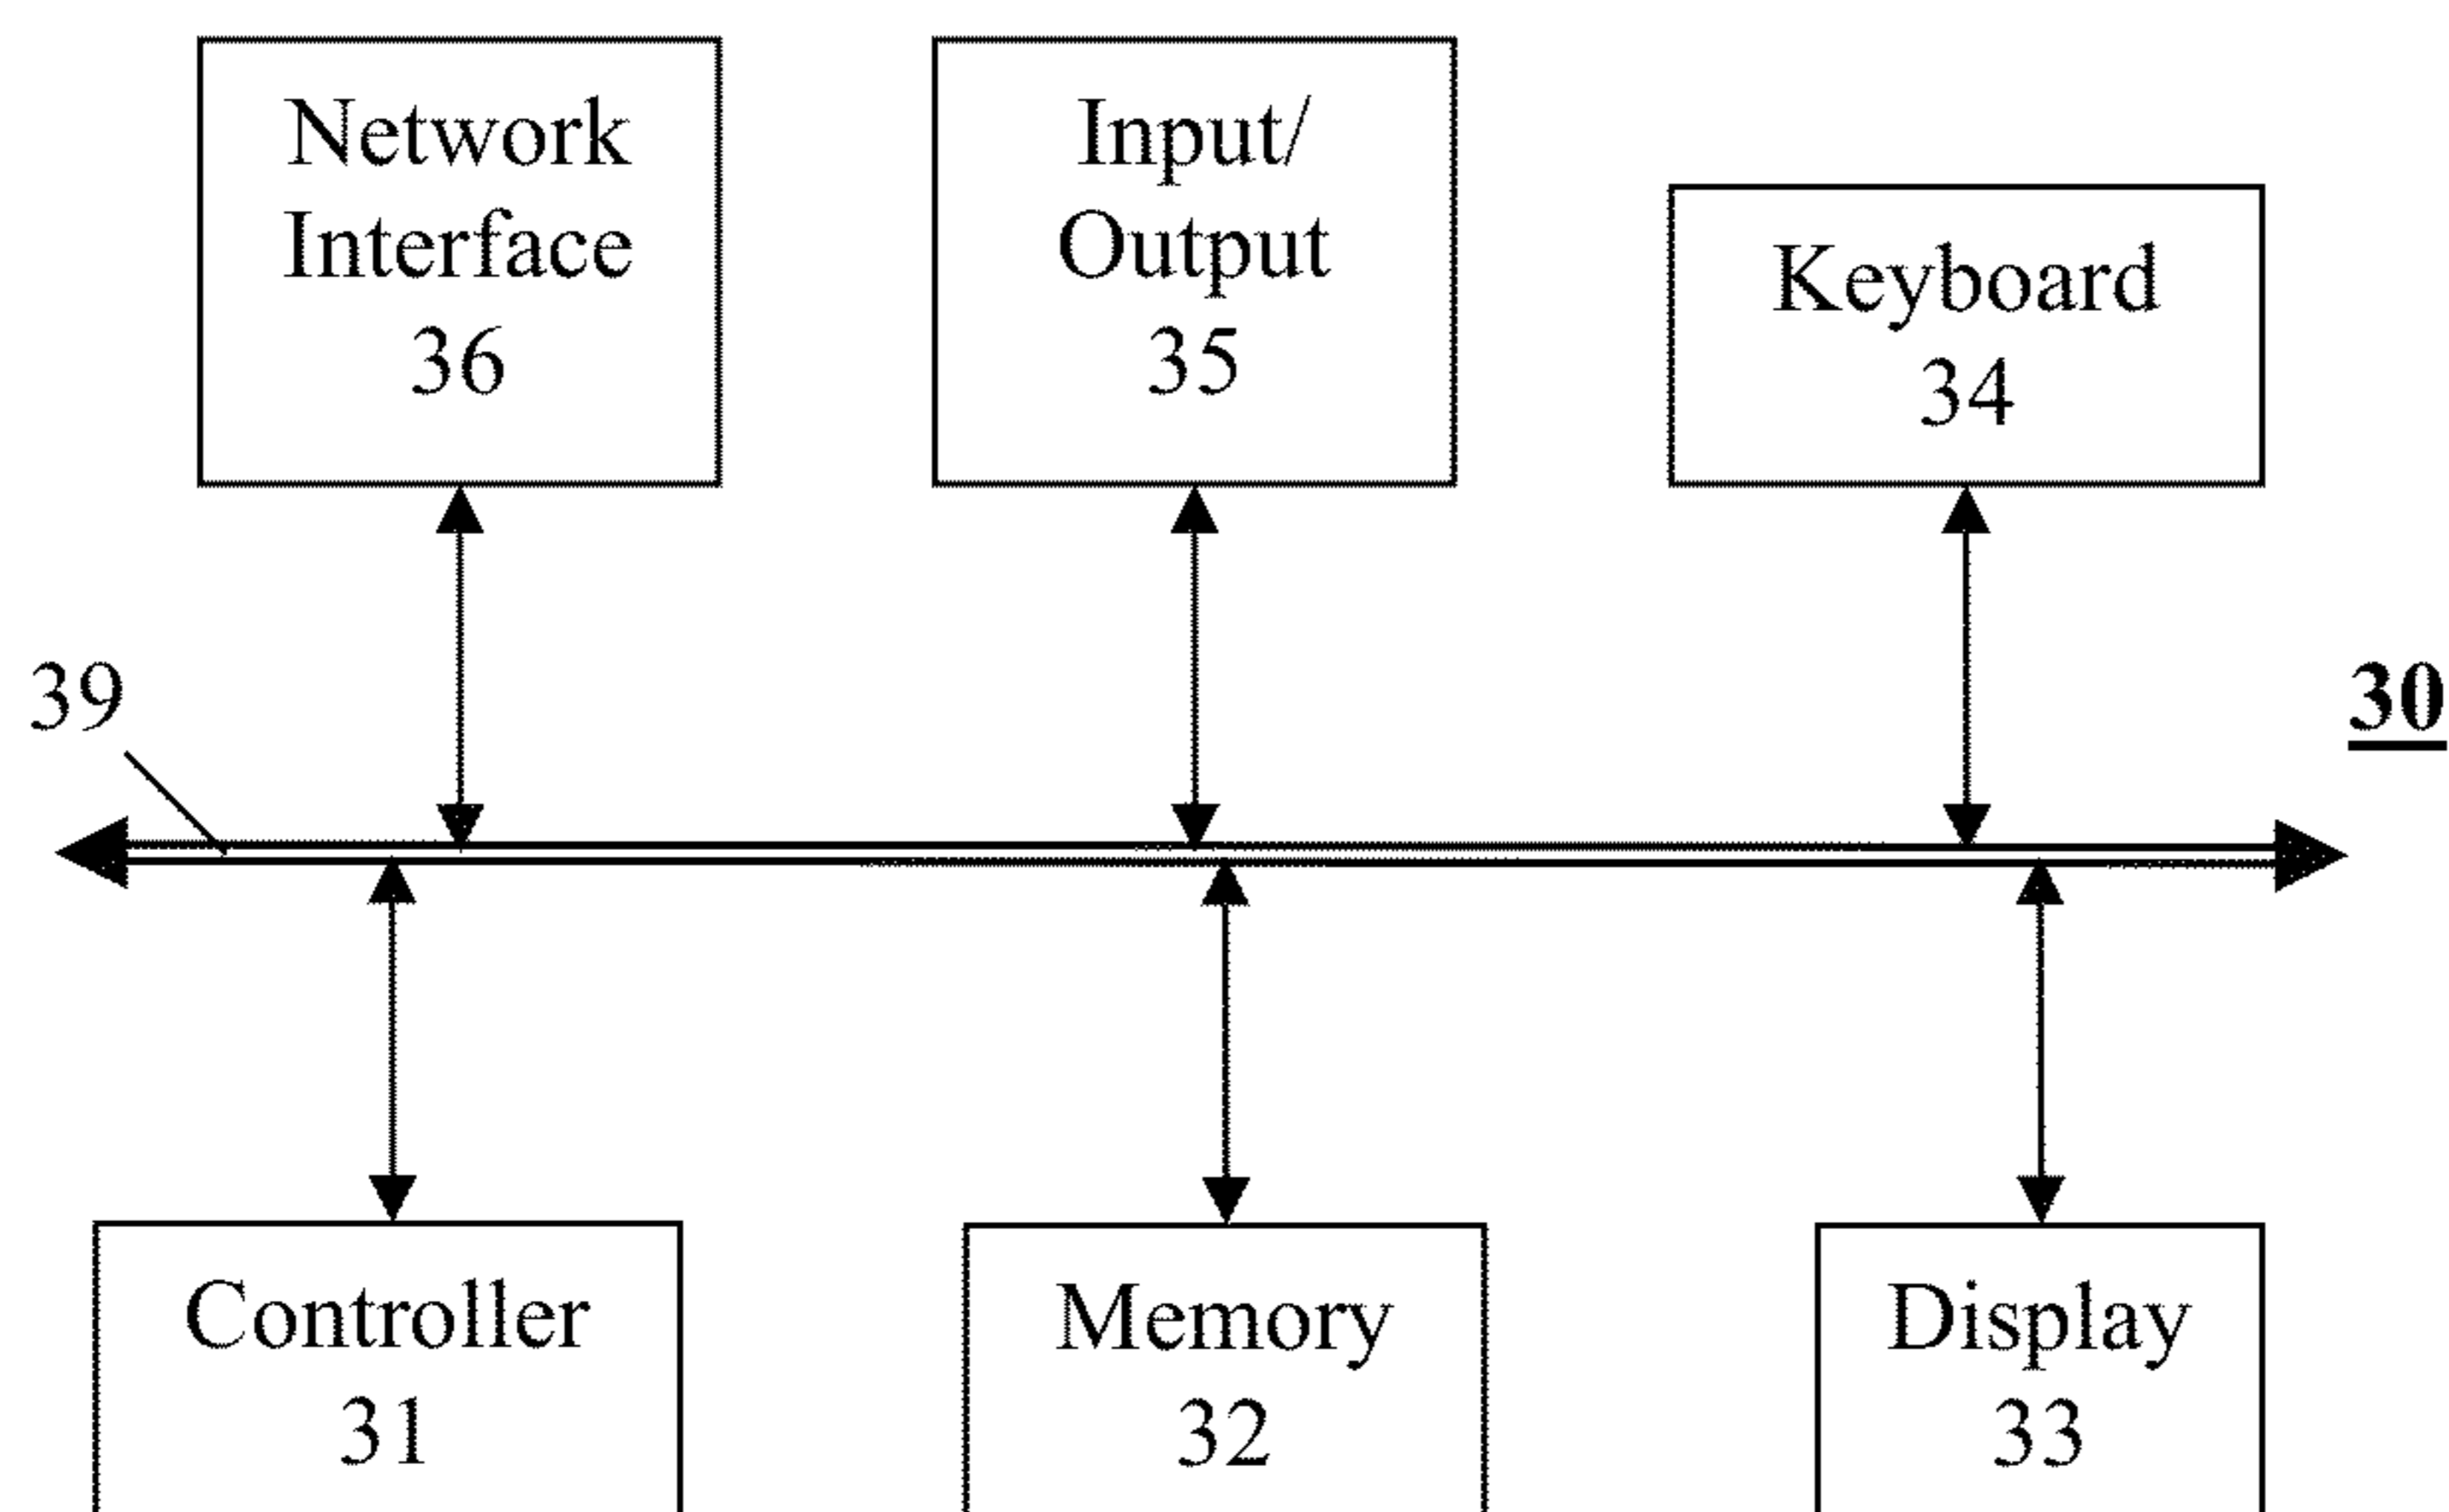 Network
Interface
36
Input/
Output
35
Keyboard
34
39
30
Controller
31
Memory
32
Display
33